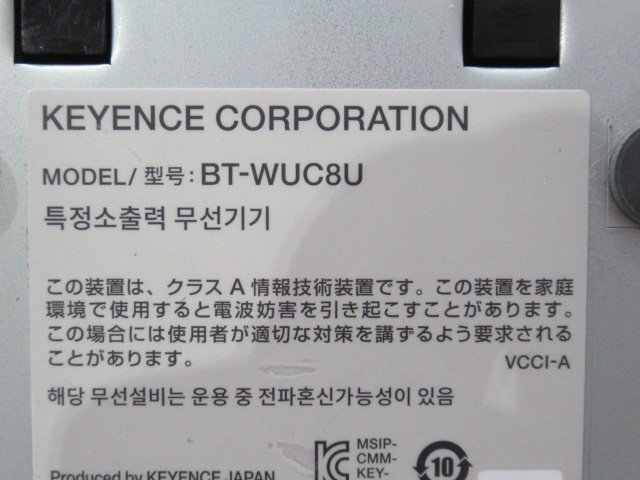 KEYENCE CORPORATION
MODEL/ 型号: BT-WUC8U
특정소출력 무선기기
この装置は、クラス A 情報技術装置です。この装置を家庭
環境で使用すると電波妨害を引き起こすことがあります。
この場合には使用者が適切な対策を講ずるよう要求される
ことがあります。 VCCI-A
해당 무선설비는 운용 중 전파혼신가능성이 있음
MSIP-
CMM-
KEY-
10
Produced by KEYENCE JAPAN